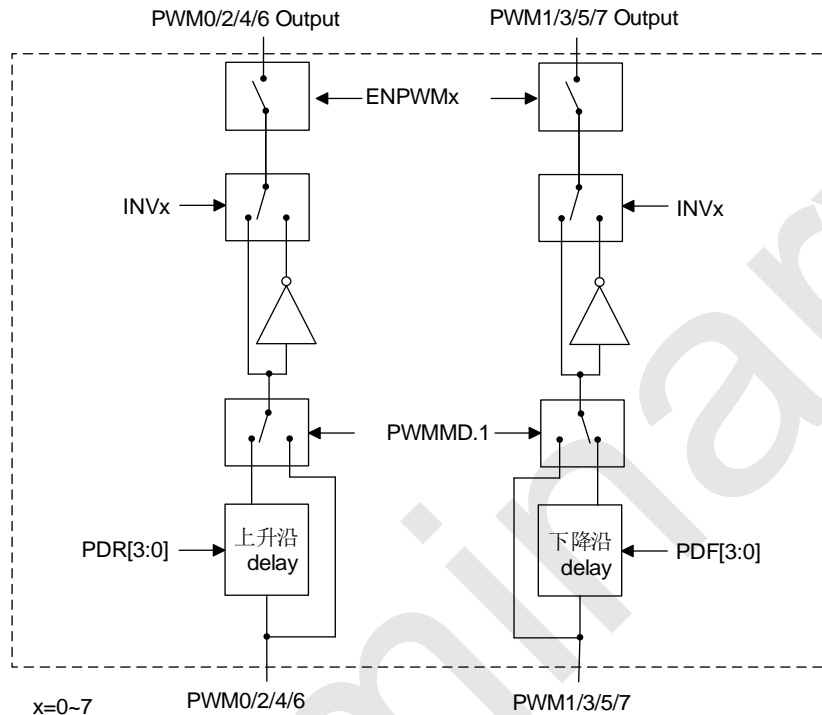 PWM0/2/4/6 Output
PWM1/3/5/7 Output
ENPWMx
INVx
INVx
PWMMD.1
PDR[3:0]
上升沿
delay
下降沿
delay
PDF[3:0]
x=0~7
PWM0/2/4/6
PWM1/3/5/7